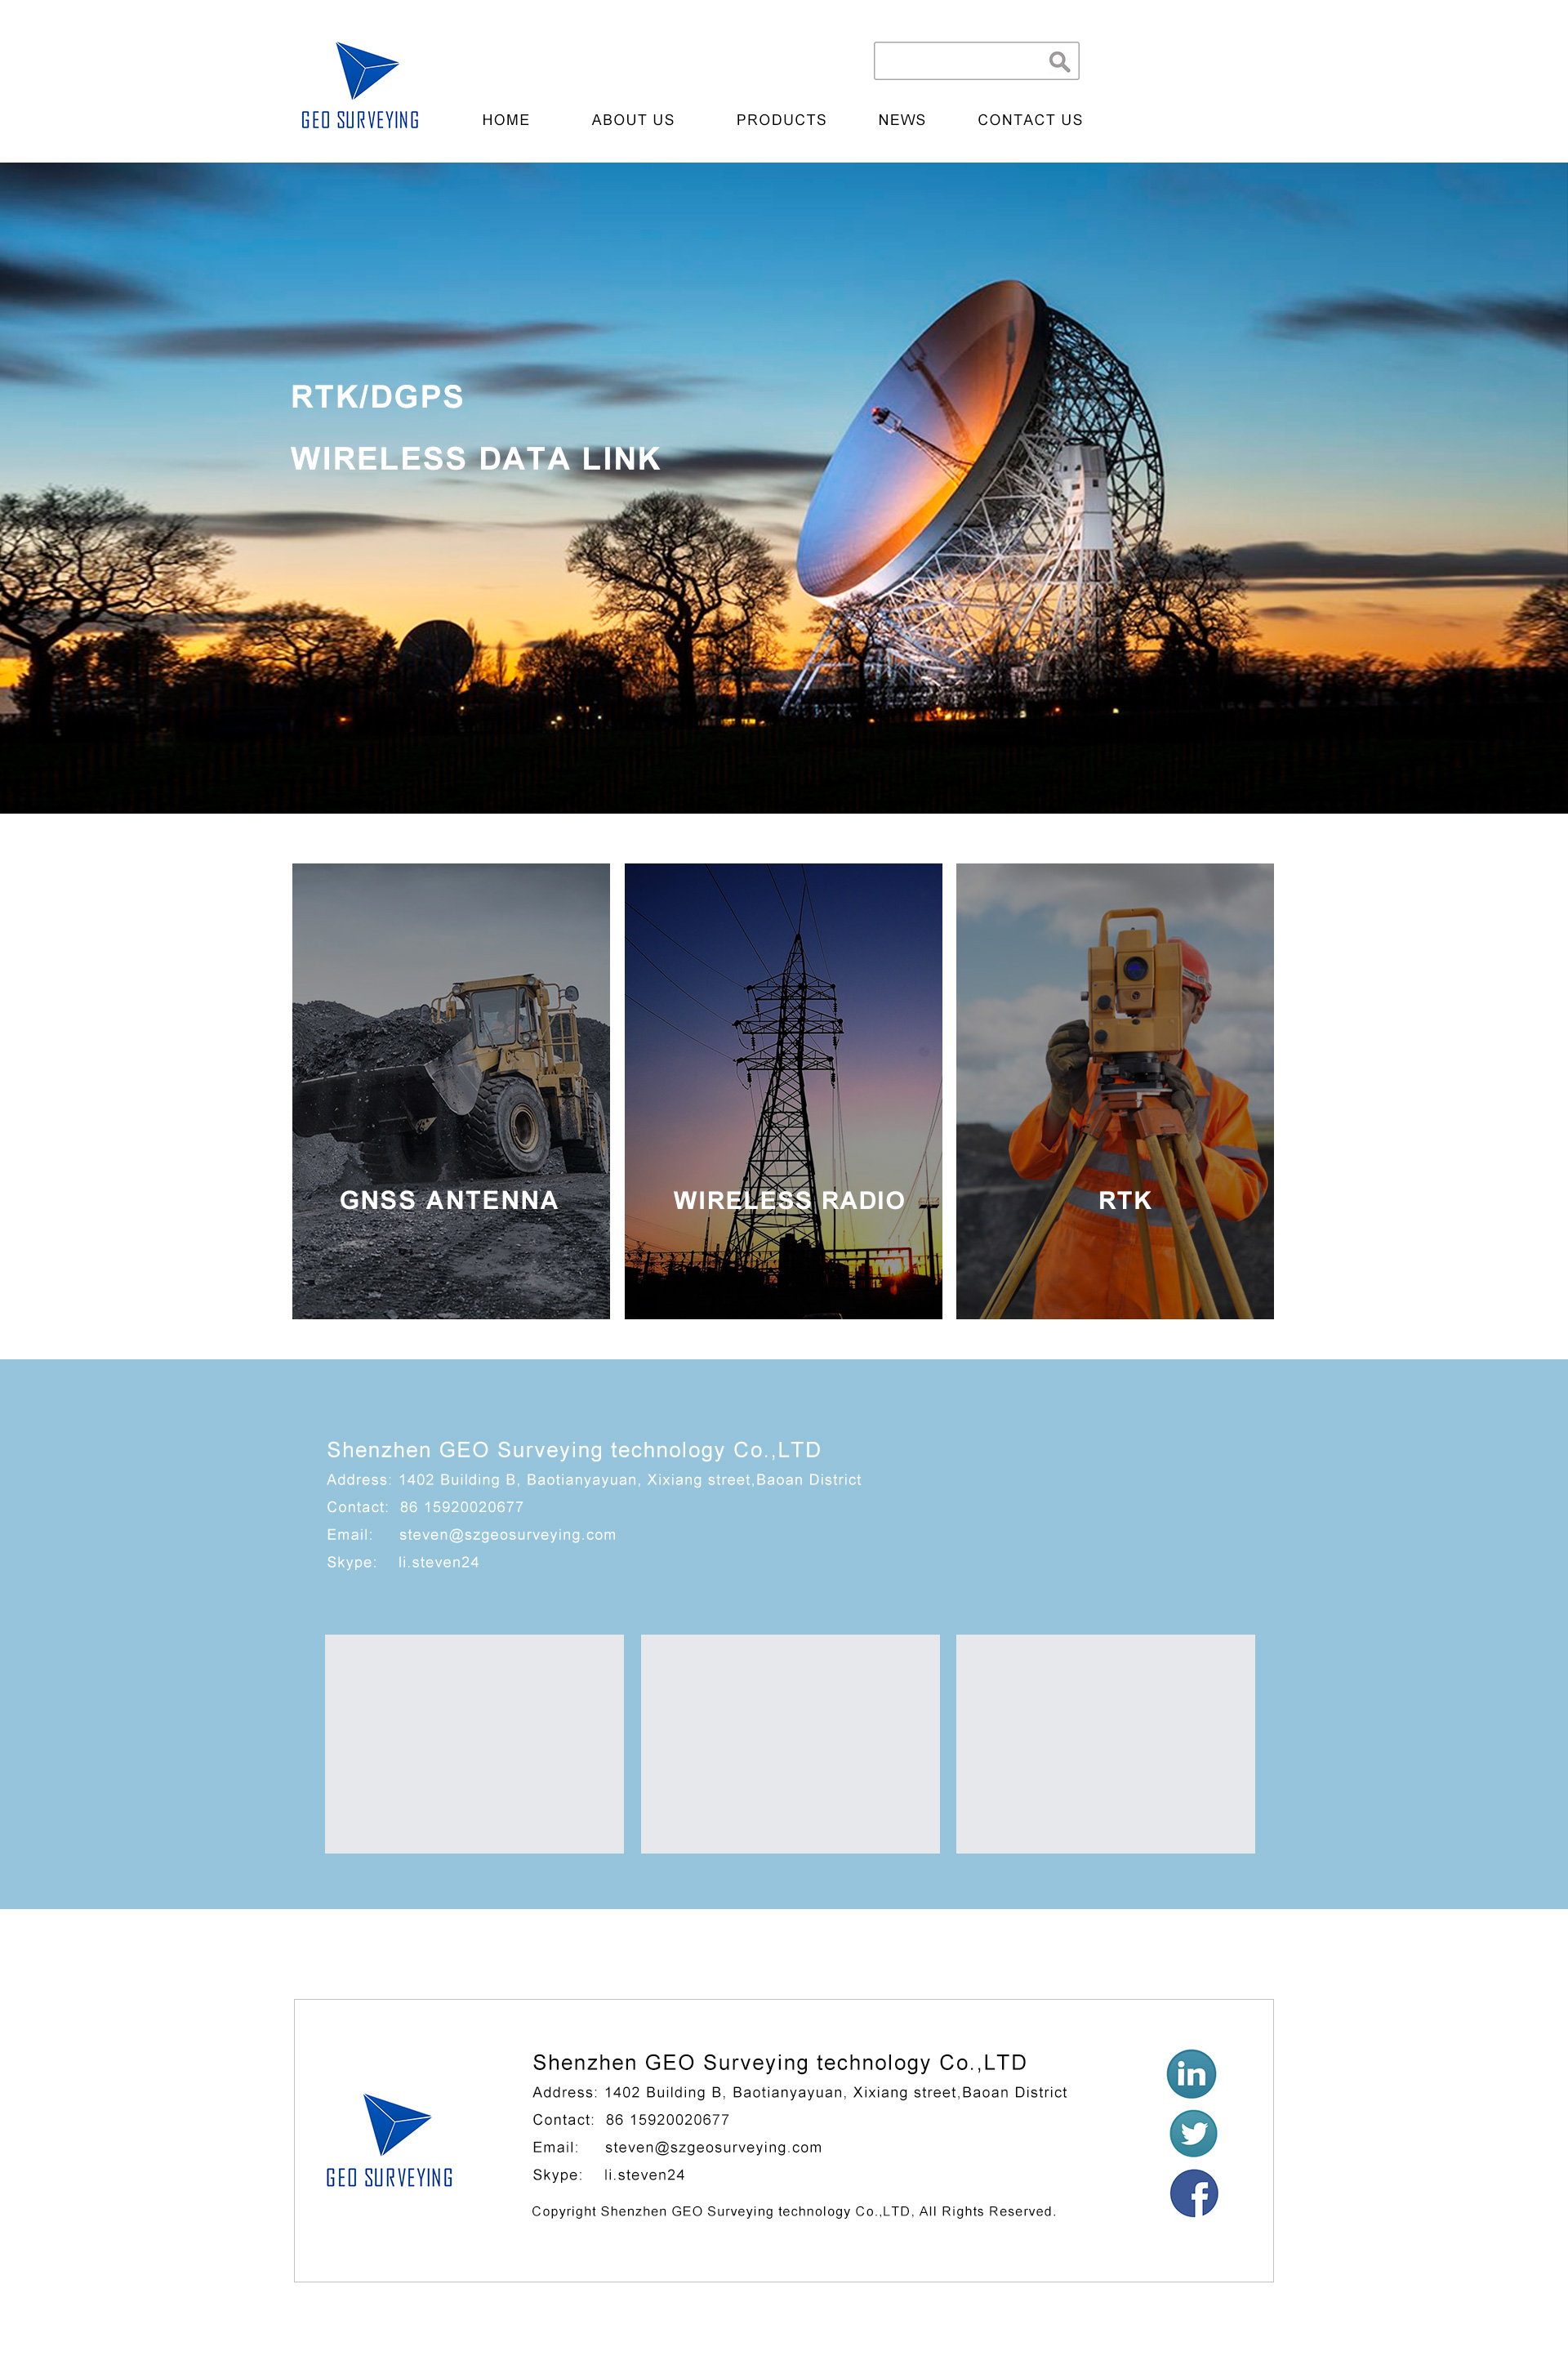 GEO SURVEYING
HOME ABOUT US PRODUCTS NEWS CONTACT US
RTK/DGPS
WIRELESS DATA LINK
GNSS ANTENNA
WIRELESS RADIO
RTK
Shenzhen GEO Surveying technology Co.,LTD
Address: 1402 Building B, Baotianyayuan, Xixiang street,Baoan District
Contact: 86 15920020677
Email: steven@szgeosurveying.com
Skype: li.steven24
GEO SURVEYING
Shenzhen GEO Surveying technology Co.,LTD
Address: 1402 Building B, Baotianyayuan, Xixiang street,Baoan District
Contact: 86 15920020677
Email: steven@szgeosurveying.com
Skype: li.steven24
Copyright Shenzhen GEO Surveying technology Co.,LTD, All Rights Reserved.
in